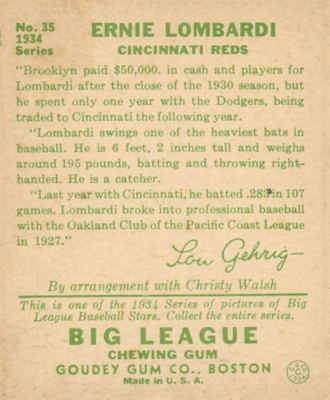 No. 35
1934
Series
ERNIE LOMBARDI
CINCINNATI REDS
"Brooklyn paid $50,000. in cash and players for
Lombardi after the close of the 1930 season, but
he spent only one year with the Dodgers, being
traded to Cincinnati the following year.
"Lombardi swings one of the heaviest bats in
baseball. He is 6 feet, 2 inches tall and weighs
around 195 pounds, batting and throwing right-
handed. He is a catcher.
"Last year with Cincinnati, he batted .283 in 107
games. Lombardi broke into professional baseball
with the Oakland Club of the Pacific Coast League
in 1927."
Lou Gehrig-
By arrangement with Christy Walsh
This is one of the 1934 Series of pictures of Big
League Baseball Stars. Collect the entire series.
BIG LEAGUE
CHEWING GUM
GOUDEY GUM CO., BOSTON
Made in U. S. A.